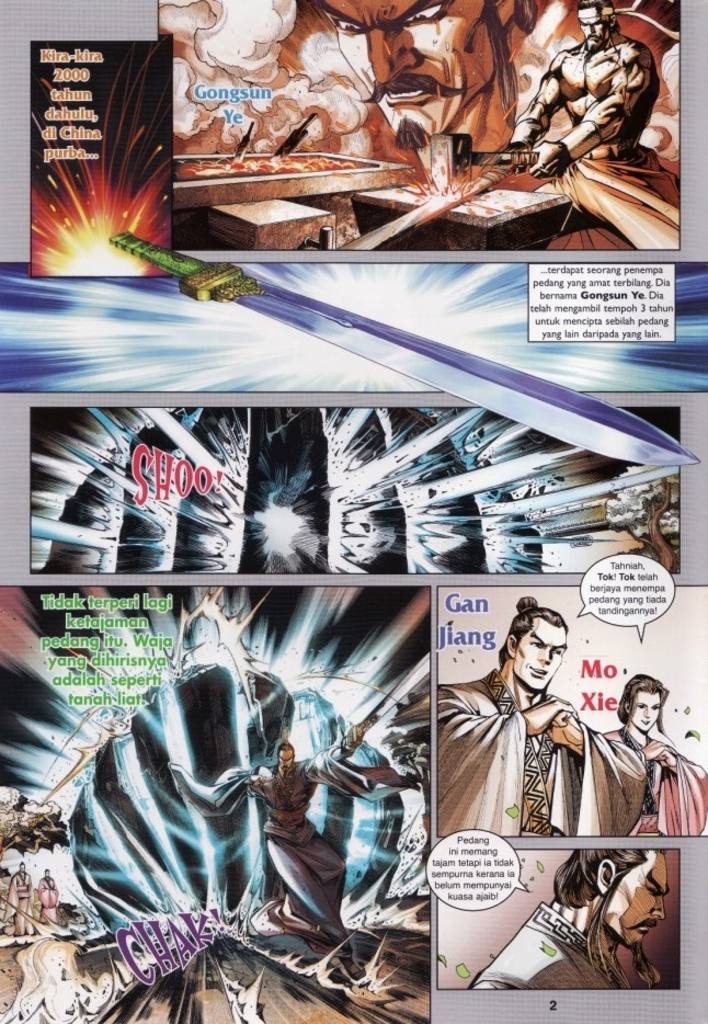 Kira-kira
2000
tahun
dahulu,
di China
purba...
Gongsun
Ye
...terdapat seorang penempa
pedang yang amat terbilang. Dia
bernama Gongsun Ye. Dia
telah mengambil tempoh 3 tahun
untuk mencipta sebilah pedang
yang lain daripada yang lain.
SHOO!
Tidak terperi lagi
ketajaman
pedang itu. Waja
yang dihirisnya
adalah seperti
tanah liat.
CHAK!
Gan
Jiang
Tahniah,
Tok! Tok telah
berjaya menempa
pedang yang tiada
tandingannya!
Mo
Xie
Pedang
ini memang
tajam tetapi ia tidak
sempurna kerana ia
belum mempunyai
kuasa ajaib!
2